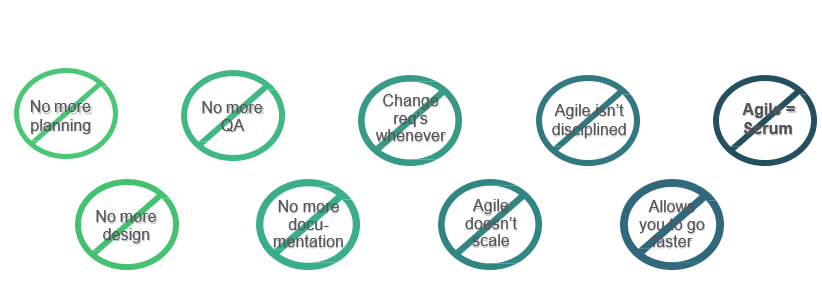 No more
planning
No more
QA
Change
req's
whenever
Agile isn't
disciplined
Agile =
Scrum
No more
design
No more
docu-
mentation
Agile
doesn't
scale
Allows
you to go
faster